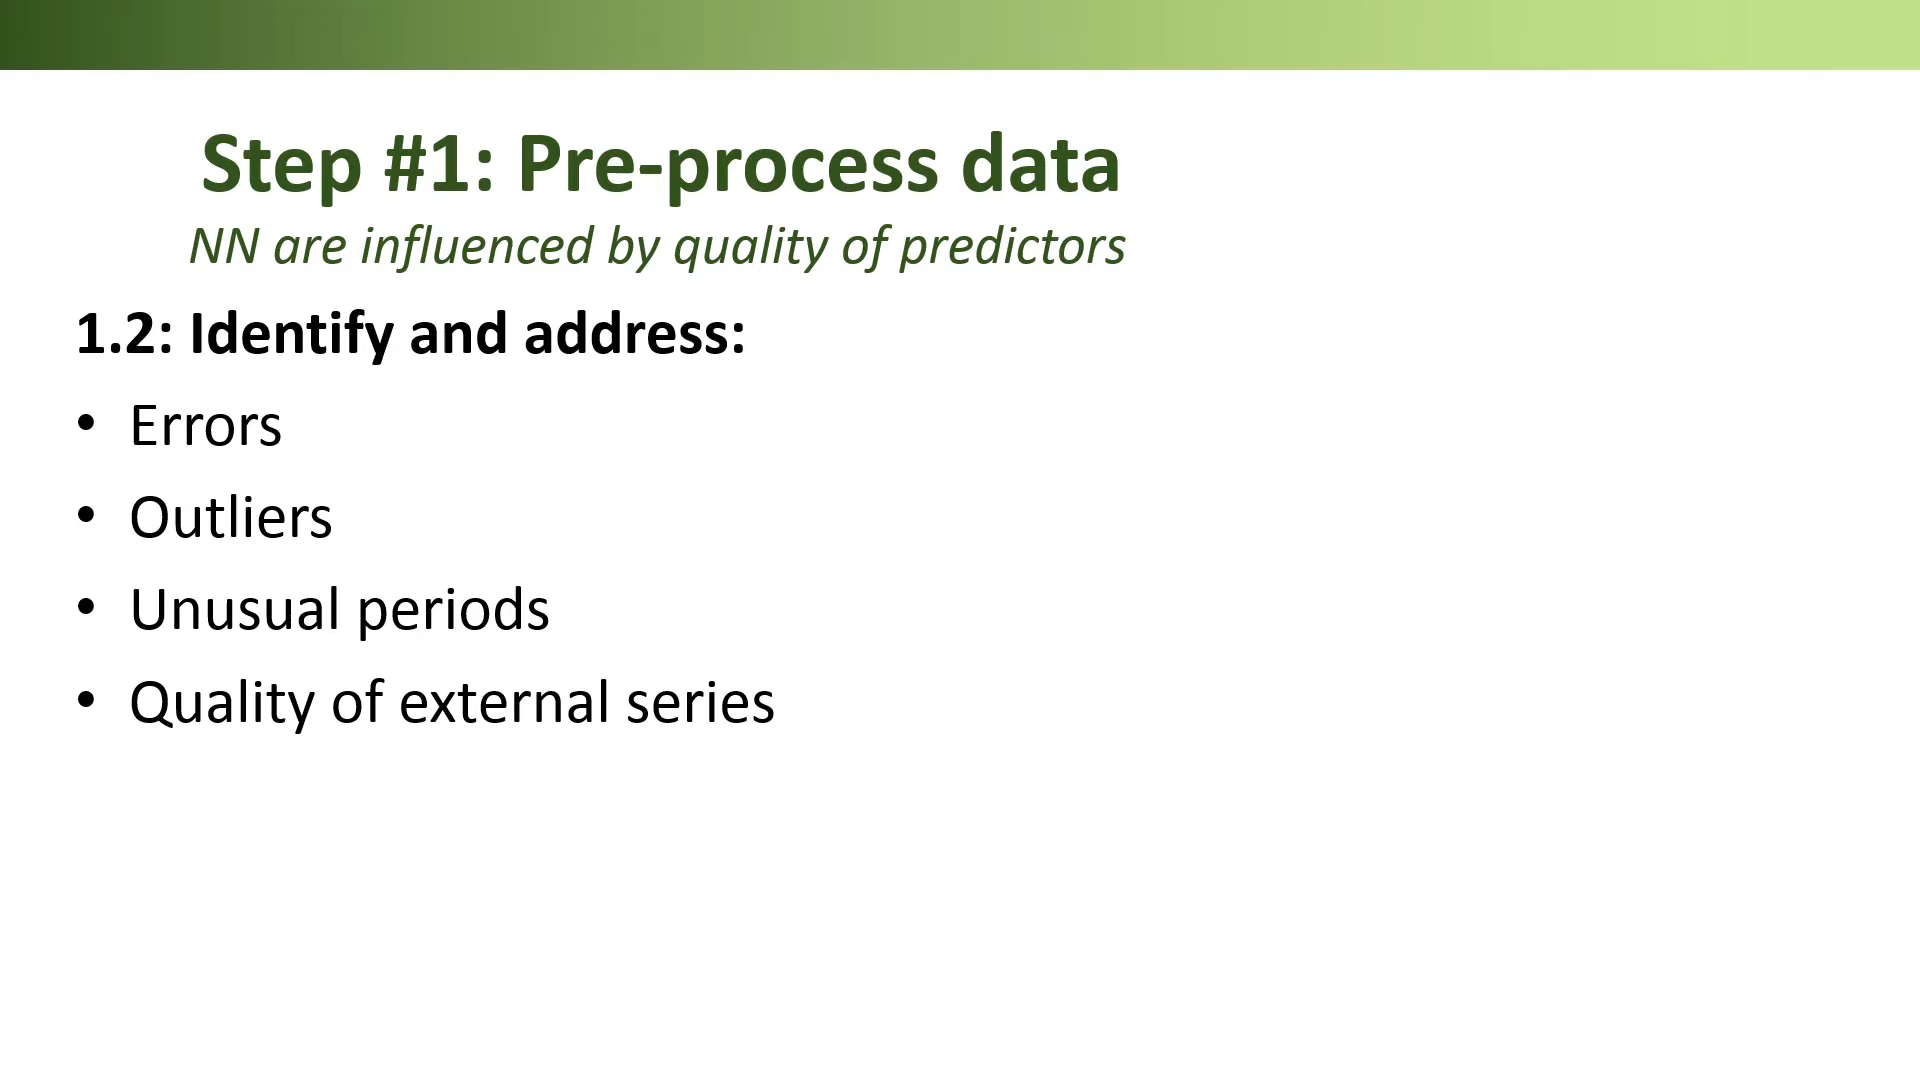 Step #1: Pre-process data
NN are influenced by quality of predictors
1.2: Identify and address:
• Errors
• Outliers
• Unusual periods
• Quality of external series